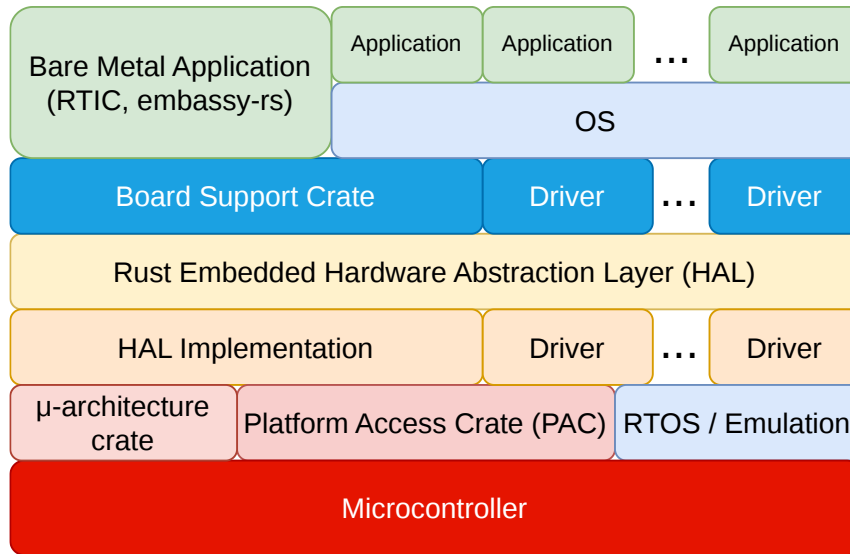 Bare Metal Application
(RTIC, embassy-rs)
Application
Application
...
Application
OS
Board Support Crate
Driver
...
Driver
Rust Embedded Hardware Abstraction Layer (HAL)
HAL Implementation
Driver
...
Driver
μ-architecture
crate
Platform Access Crate (PAC)
RTOS / Emulation
Microcontroller